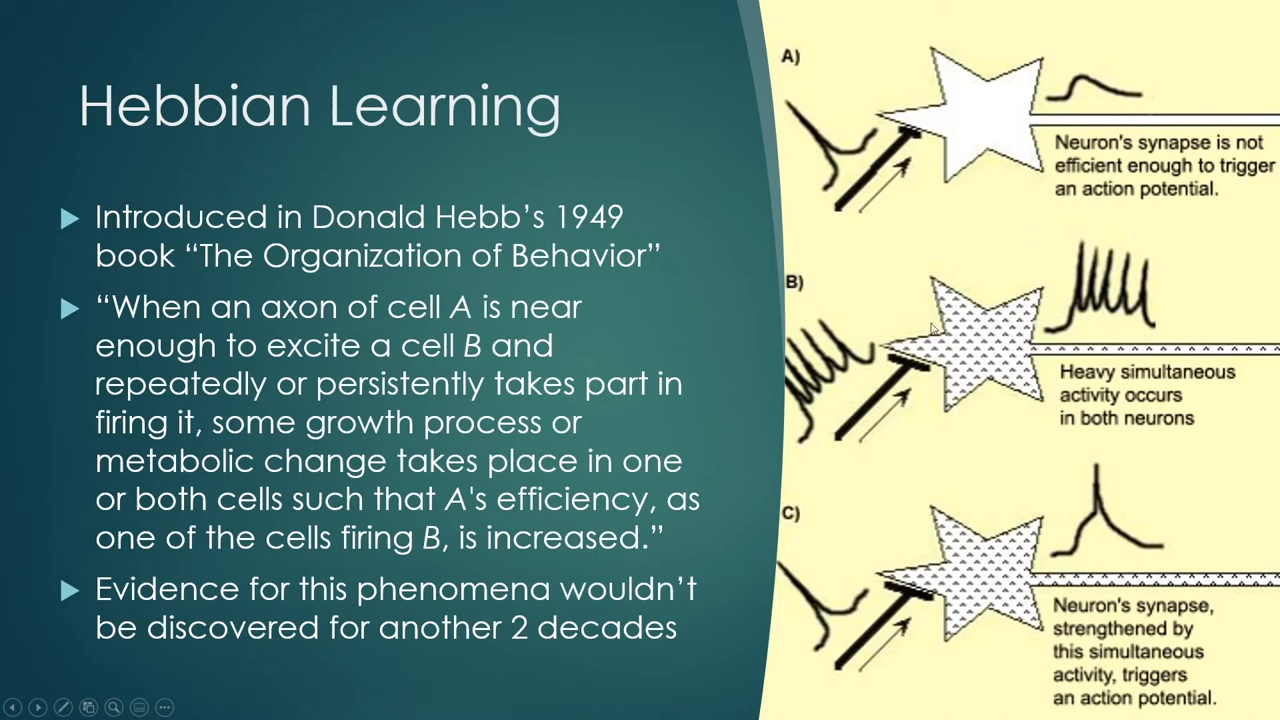 Hebbian Learning
Introduced in Donald Hebb’s 1949
book “The Organization of Behavior”
“When an axon of cell A is near
enough to excite a cell B and
repeatedly or persistently takes part in
firing it, some growth process or
metabolic change takes place in one
or both cells such that A's efficiency, as
one of the cells firing B, is increased.”
Evidence for this phenomena wouldn’t
be discovered for another 2 decades
A)
Neuron's synapse is not
efficient enough to trigger
an action potential.
B)
Heavy simultaneous
activity occurs
in both neurons
C)
Neuron's synapse,
strengthened by
this simultaneous
activity, triggers
an action potential.